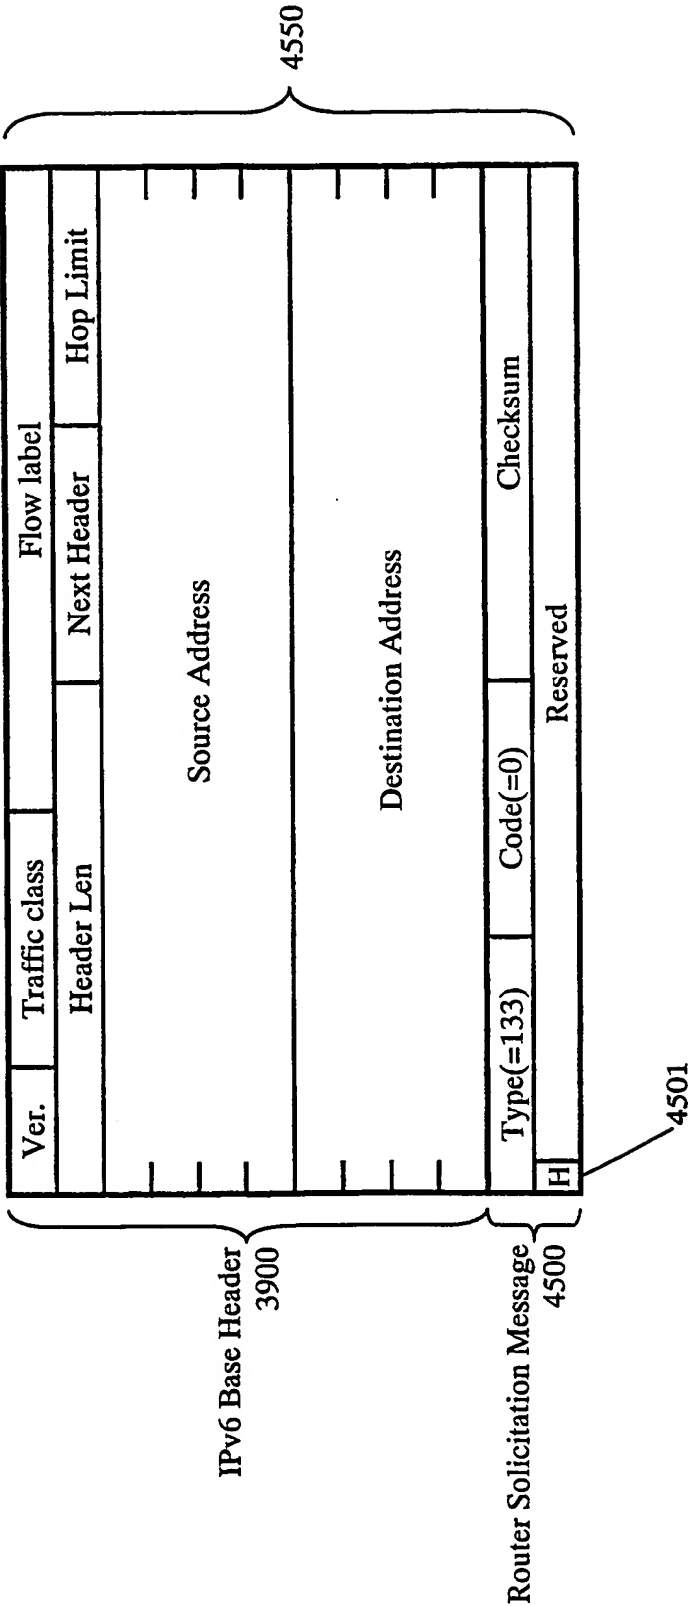 4550
Ver.
Traffic class
Flow label
Header Len
Next Header
Hop Limit
Source Address
Destination Address
Type(=133)
Code(=0)
Checksum
H
Reserved
IPv6 Base Header
3900
Router Solicitation Message
4500
4501